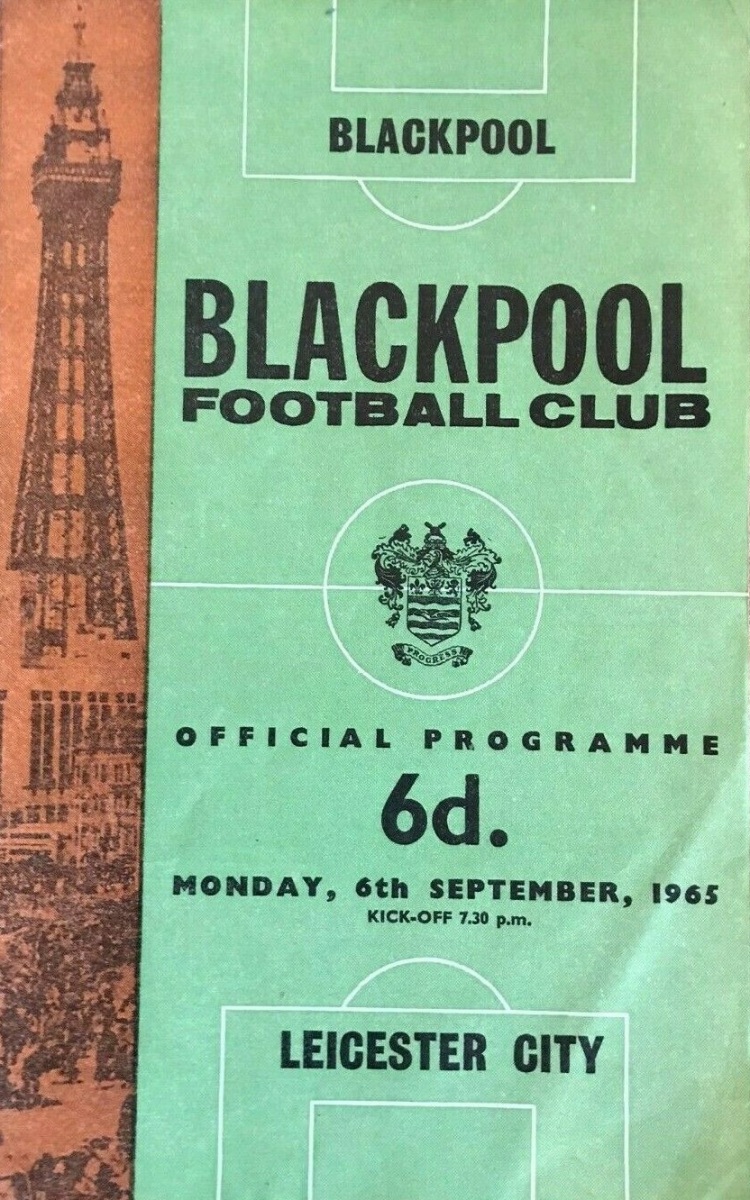 BLACKPOOL
BLACKPOOL
FOOTBALL CLUB
PROGRESS
OFFICIAL PROGRAMME
6d.
MONDAY, 6th SEPTEMBER, 1965
KICK-OFF 7.30 p.m.
LEICESTER CITY